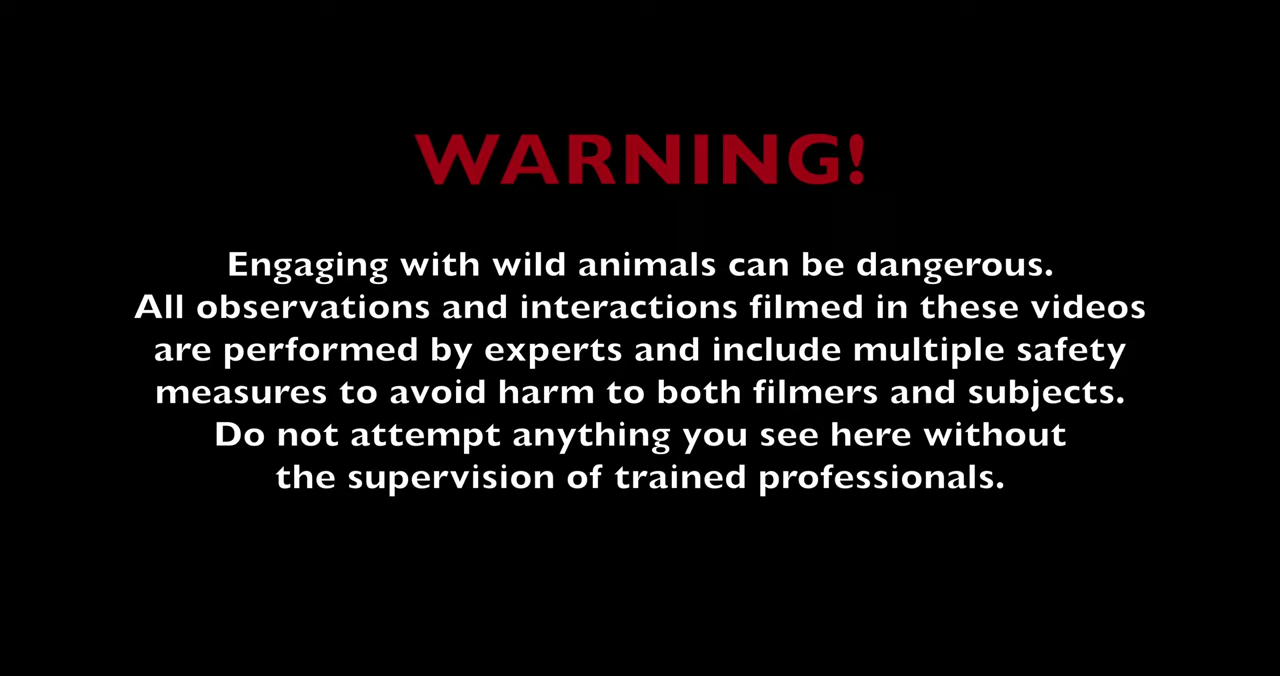 WARNING!
Engaging with wild animals can be dangerous.
All observations and interactions filmed in these videos
are performed by experts and include multiple safety
measures to avoid harm to both filmers and subjects.
Do not attempt anything you see here without
the supervision of trained professionals.